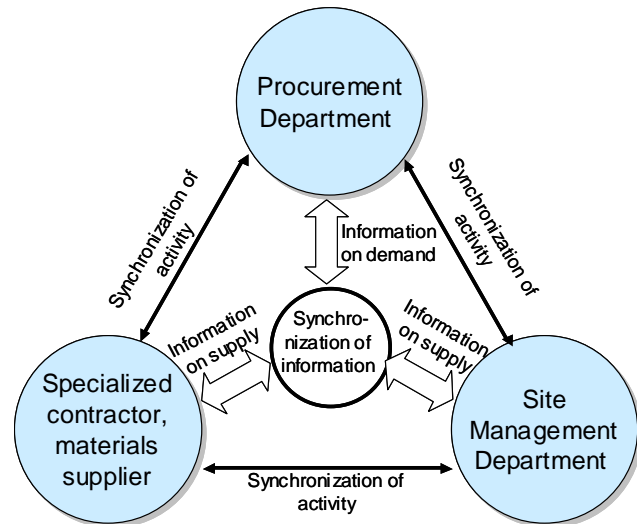 Procurement
Department
Synchronization of
activity
Synchronization of
activity
Information
on demand
Information
on supply
Synchro-
nization of
information
Information
on supply
Specialized
contractor,
materials
supplier
Site
Management
Department
Synchronization of
activity